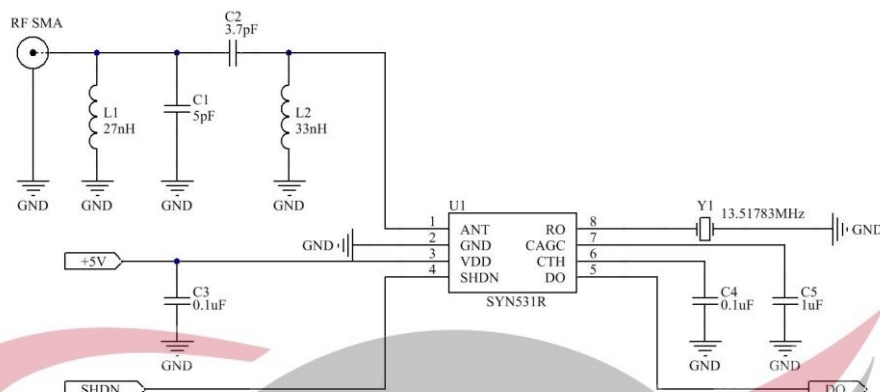 RF SMA
C2
3.7pF
L1
27nH
C1
5pF
L2
33nH
GND
GND
GND
GND
U1
Y1
13.51783MHz
1
ANT
RO
8
GND
2
GND
CAGC
7
GND
+5V
3
VDD
CTH
6
4
SHDN
DO
5
SYN531R
C3
0.1uF
C4
0.1uF
C5
1uF
GND
GND
GND
SHDN
DO